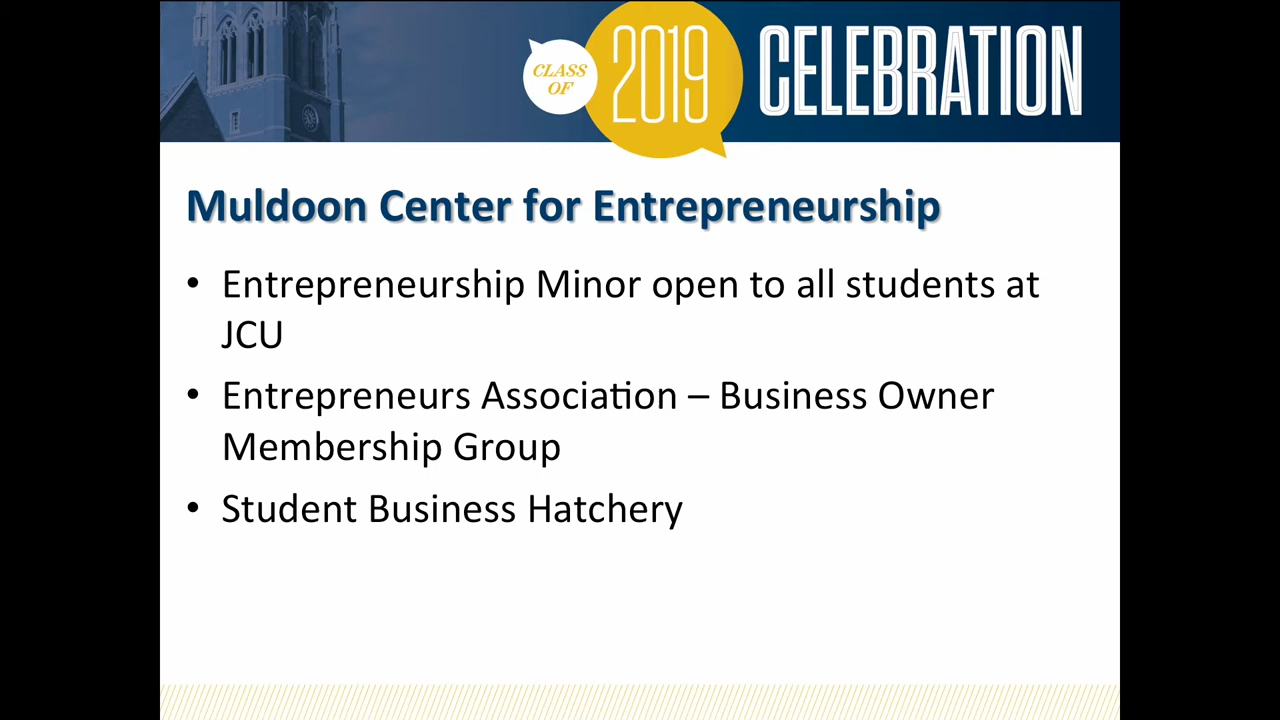 CLASS
OF
2019 CELEBRATION
Muldoon Center for Entrepreneurship
• Entrepreneurship Minor open to all students at
JCU
• Entrepreneurs Association – Business Owner
Membership Group
• Student Business Hatchery